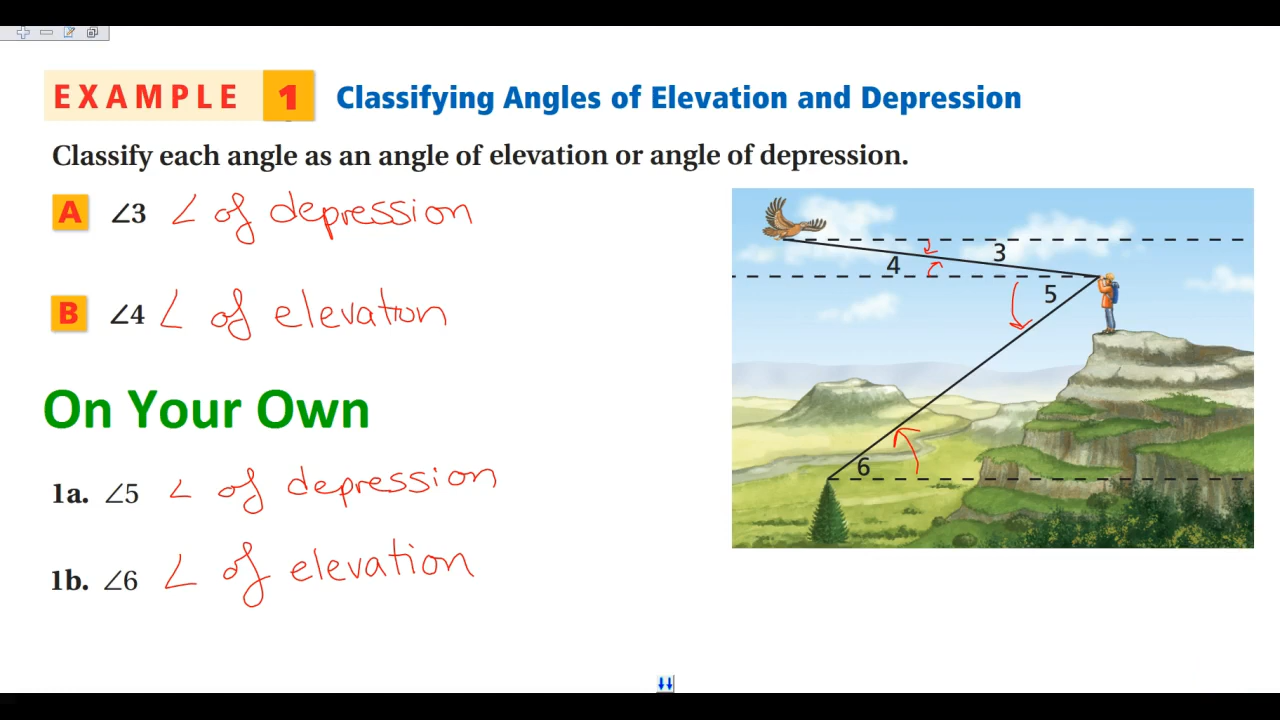 EXAMPLE 1 Classifying Angles of Elevation and Depression
Classify each angle as an angle of elevation or angle of depression.
A ∠3 ∠ of depression
B ∠4 ∠ of elevation
On Your Own
1a. ∠5 ∠ of depression
1b. ∠6 ∠ of elevation
3
4
5
6